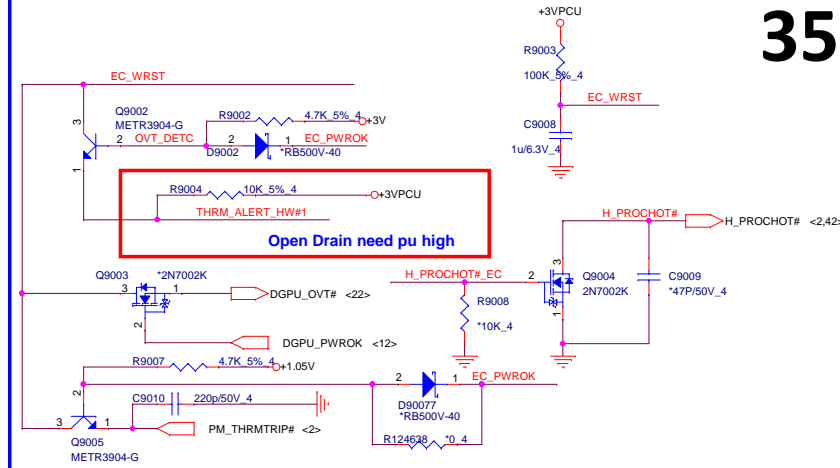 +3VPCU
35
R9003
100K_5%_4
EC_WRST
EC_WRST
C9008
1u/6.3V_4
Q9002
METR3904-G
3
2
1
OVT_DETC
R9002
4.7K_5%_4
+3V
2
1
EC_PWROK
D9002
*RB500V-40
R9004
10K_5%_4
+3VPCU
THRM_ALERT_HW#1
Open Drain need pu high
H_PROCHOT#
H_PROCHOT# <2,42>
Q9003
*2N7002K
3
1
2
DGPU_OVT# <22>
DGPU_PWROK <12>
H_PROCHOT#_EC
2
3
1
Q9004
2N7002K
C9009
*47P/50V_4
R9008
*10K_4
R9007
4.7K_5%_4
+1.05V
2
3
1
C9010
220p/50V_4
Q9005
METR3904-G
PM_THRMTRIP# <2>
2
1
EC_PWROK
D90077
*RB500V-40
R124638
*0_4